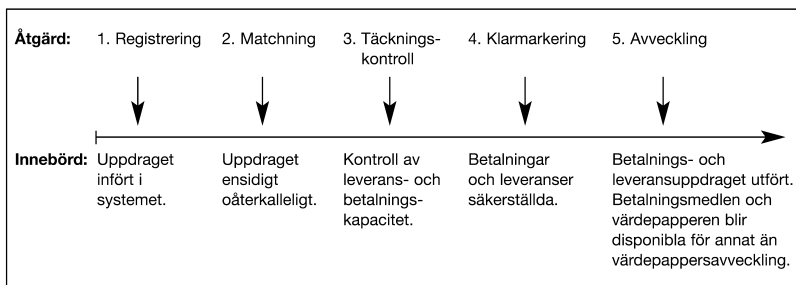 Åtgärd: 1. Registrering 2. Matchning 3. Täcknings- 4. Klarmarkering 5. Avveckling
kontroll
Innebörd: Uppdraget Uppdraget Kontroll av Betalningar Betalnings- och
infört i ensidigt leverans- och och leveranser leveransuppdraget utfört.
systemet. oåterkalleligt. betalnings- säkerställda. Betalningsmedlen och
kapacitet. värdepapperen blir
disponibla för annat än
värdepappersavveckling.